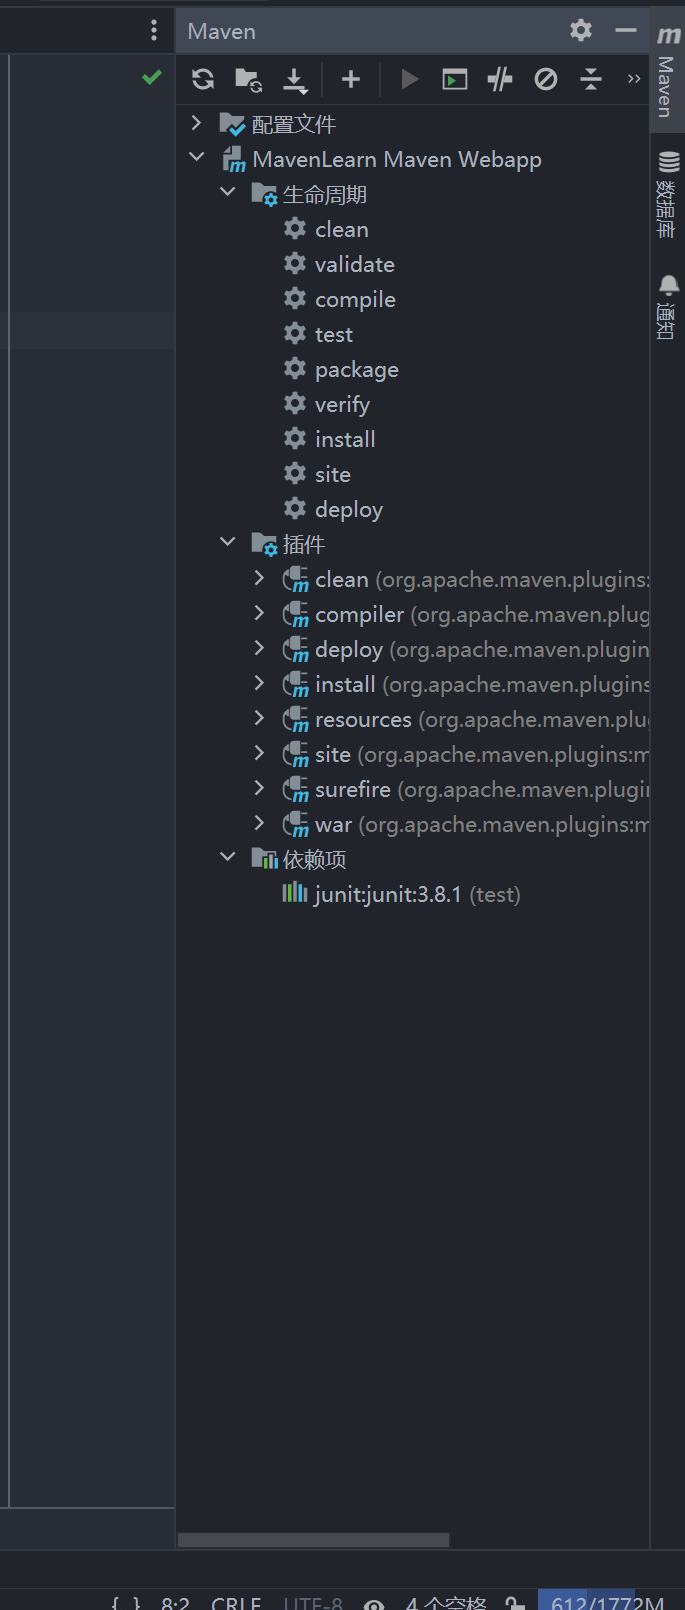 Maven
配置文件
MavenLearn Maven Webapp
生命周期
clean
validate
compile
test
package
verify
install
site
deploy
插件
clean (org.apache.maven.plugins:
compiler (org.apache.maven.plug
deploy (org.apache.maven.plugin
install (org.apache.maven.plugins
resources (org.apache.maven.plu
site (org.apache.maven.plugins:m
surefire (org.apache.maven.plugi
war (org.apache.maven.plugins:m
依赖项
junit:junit:3.8.1 (test)
Maven
数据库
通知
{ } 8:2 CRLF UTF-8 4 个空格 612/1772M